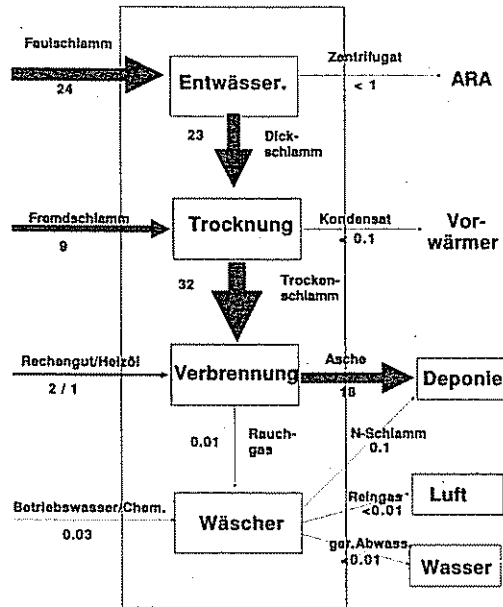 Faulschlamm
24
Entwässer.
Zentrifugat
< 1
ARA
23
Dick-
schlamm
Fremdschlamm
9
Trocknung
Kondensat
< 0.1
Vor-
wärmer
32
Trocken-
schlamm
Rechengut/Heizöl
2 / 1
Verbrennung
Asche
18
Deponie
0.01
Rauch-
gas
N-Schlamm
0.1
Betriebswasser/Chem.
0.03
Wäscher
Reingas
<0.01
Luft
ger.Abwass.
<0.01
Wasser